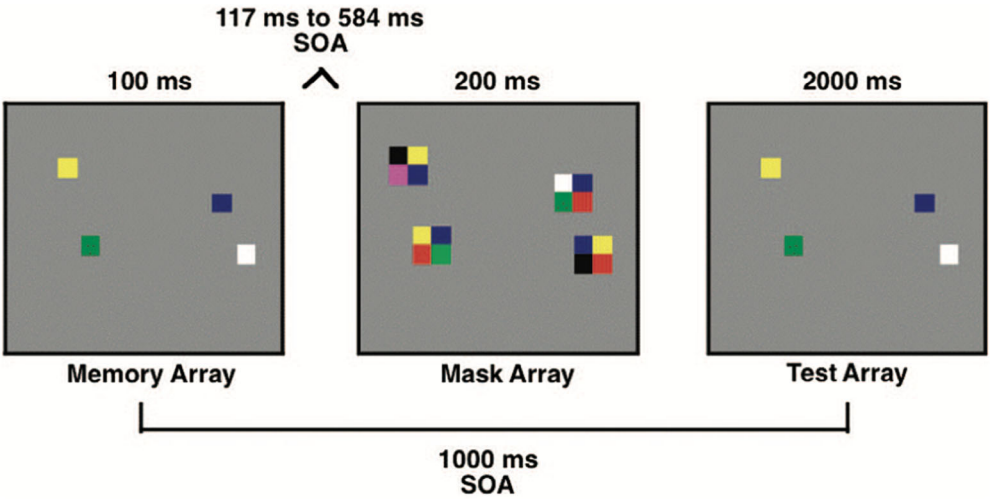 117 ms to 584 ms
SOA
100 ms
200 ms
2000 ms
Memory Array
Mask Array
Test Array
1000 ms
SOA